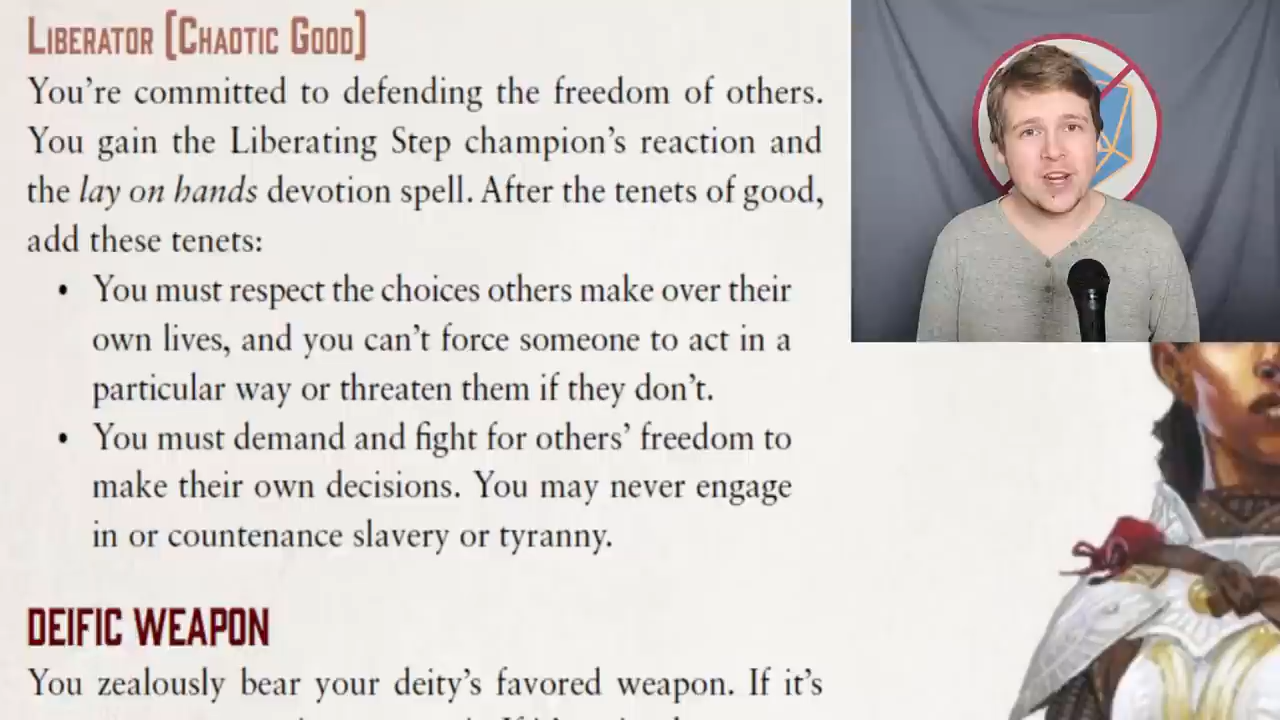 Liberator [Chaotic Good]
You're committed to defending the freedom of others.
You gain the Liberating Step champion's reaction and
the lay on hands devotion spell. After the tenets of good,
add these tenets:
• You must respect the choices others make over their
own lives, and you can't force someone to act in a
particular way or threaten them if they don't.
• You must demand and fight for others' freedom to
make their own decisions. You may never engage
in or countenance slavery or tyranny.
DEIFIC WEAPON
You zealously bear your deity's favored weapon. If it's